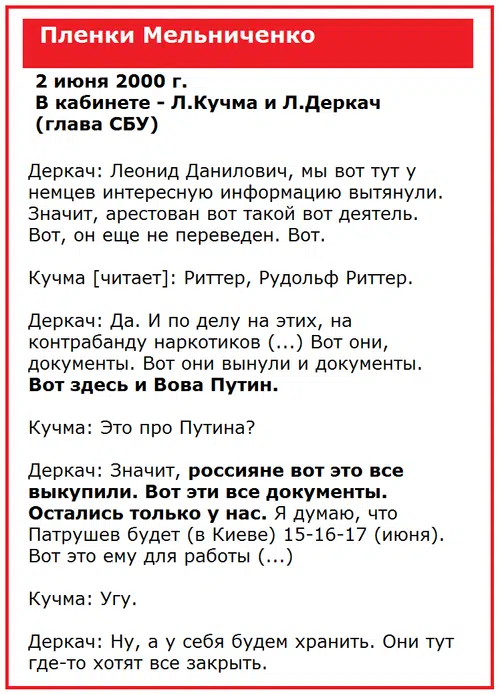 Пленки Мельниченко
2 июня 2000 г.
В кабинете - Л.Кучма и Л.Деркач
(глава СБУ)
Деркач: Леонид Данилович, мы вот тут у
немцев интересную информацию вытянули.
Значит, арестован вот такой вот деятель.
Вот, он еще не переведен. Вот.
Кучма [читает]: Риттер, Рудольф Риттер.
Деркач: Да. И по делу на этих, на
контрабанду наркотиков (...) Вот они,
документы. Вот они вынули и документы.
Вот здесь и Вова Путин.
Кучма: Это про Путина?
Деркач: Значит, россияне вот это все
выкупили. Вот эти все документы.
Остались только у нас. Я думаю, что
Патрушев будет (в Киеве) 15-16-17 (июня).
Вот это ему для работы (...)
Кучма: Угу.
Деркач: Ну, а у себя будем хранить. Они тут
где-то хотят все закрыть.